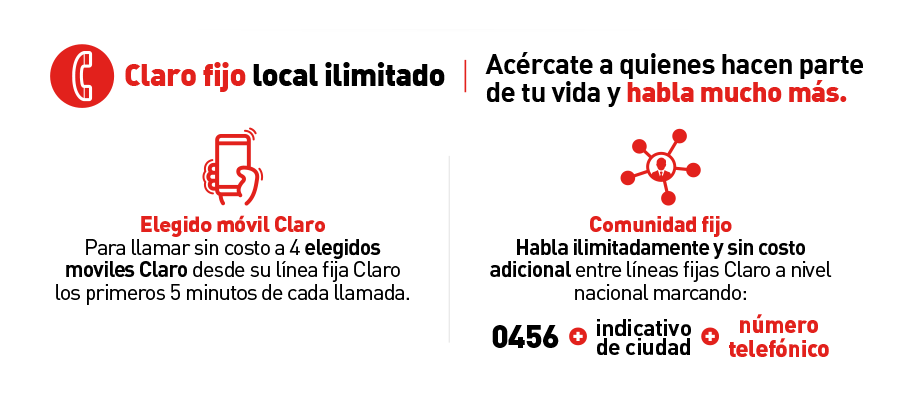 Claro fijo local ilimitado
Acércate a quienes hacen parte
de tu vida y habla mucho más.
Elegido móvil Claro
Para llamar sin costo a 4 elegidos
moviles Claro desde su línea fija Claro
los primeros 5 minutos de cada llamada.
Comunidad fijo
Habla ilimitadamente y sin costo
adicional entre líneas fijas Claro a nivel
nacional marcando:
0456 + indicativo
de ciudad + número
telefónico